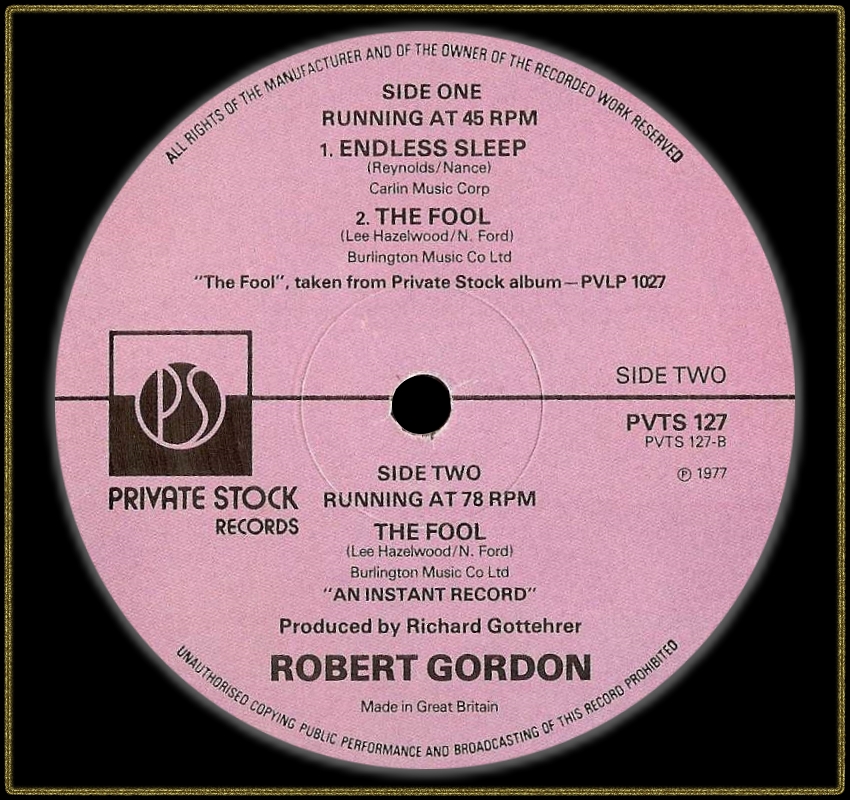 ALL RIGHTS OF THE MANUFACTURER AND OF THE OWNER OF THE RECORDED WORK RESERVED
SIDE ONE
RUNNING AT 45 RPM
1. ENDLESS SLEEP
(Reynolds/Nance)
Carlin Music Corp
2. THE FOOL
(Lee Hazelwood/N. Ford)
Burlington Music Co Ltd
"The Fool", taken from Private Stock album—PVLP 1027
SIDE TWO
PS
PVTS 127
PVTS 127-B
℗ 1977
PRIVATE STOCK
RECORDS
SIDE TWO
RUNNING AT 78 RPM
THE FOOL
(Lee Hazelwood/N. Ford)
Burlington Music Co Ltd
"AN INSTANT RECORD"
Produced by Richard Gottehrer
ROBERT GORDON
Made in Great Britain
UNAUTHORISED COPYING PUBLIC PERFORMANCE AND BROADCASTING OF THIS RECORD PROHIBITED